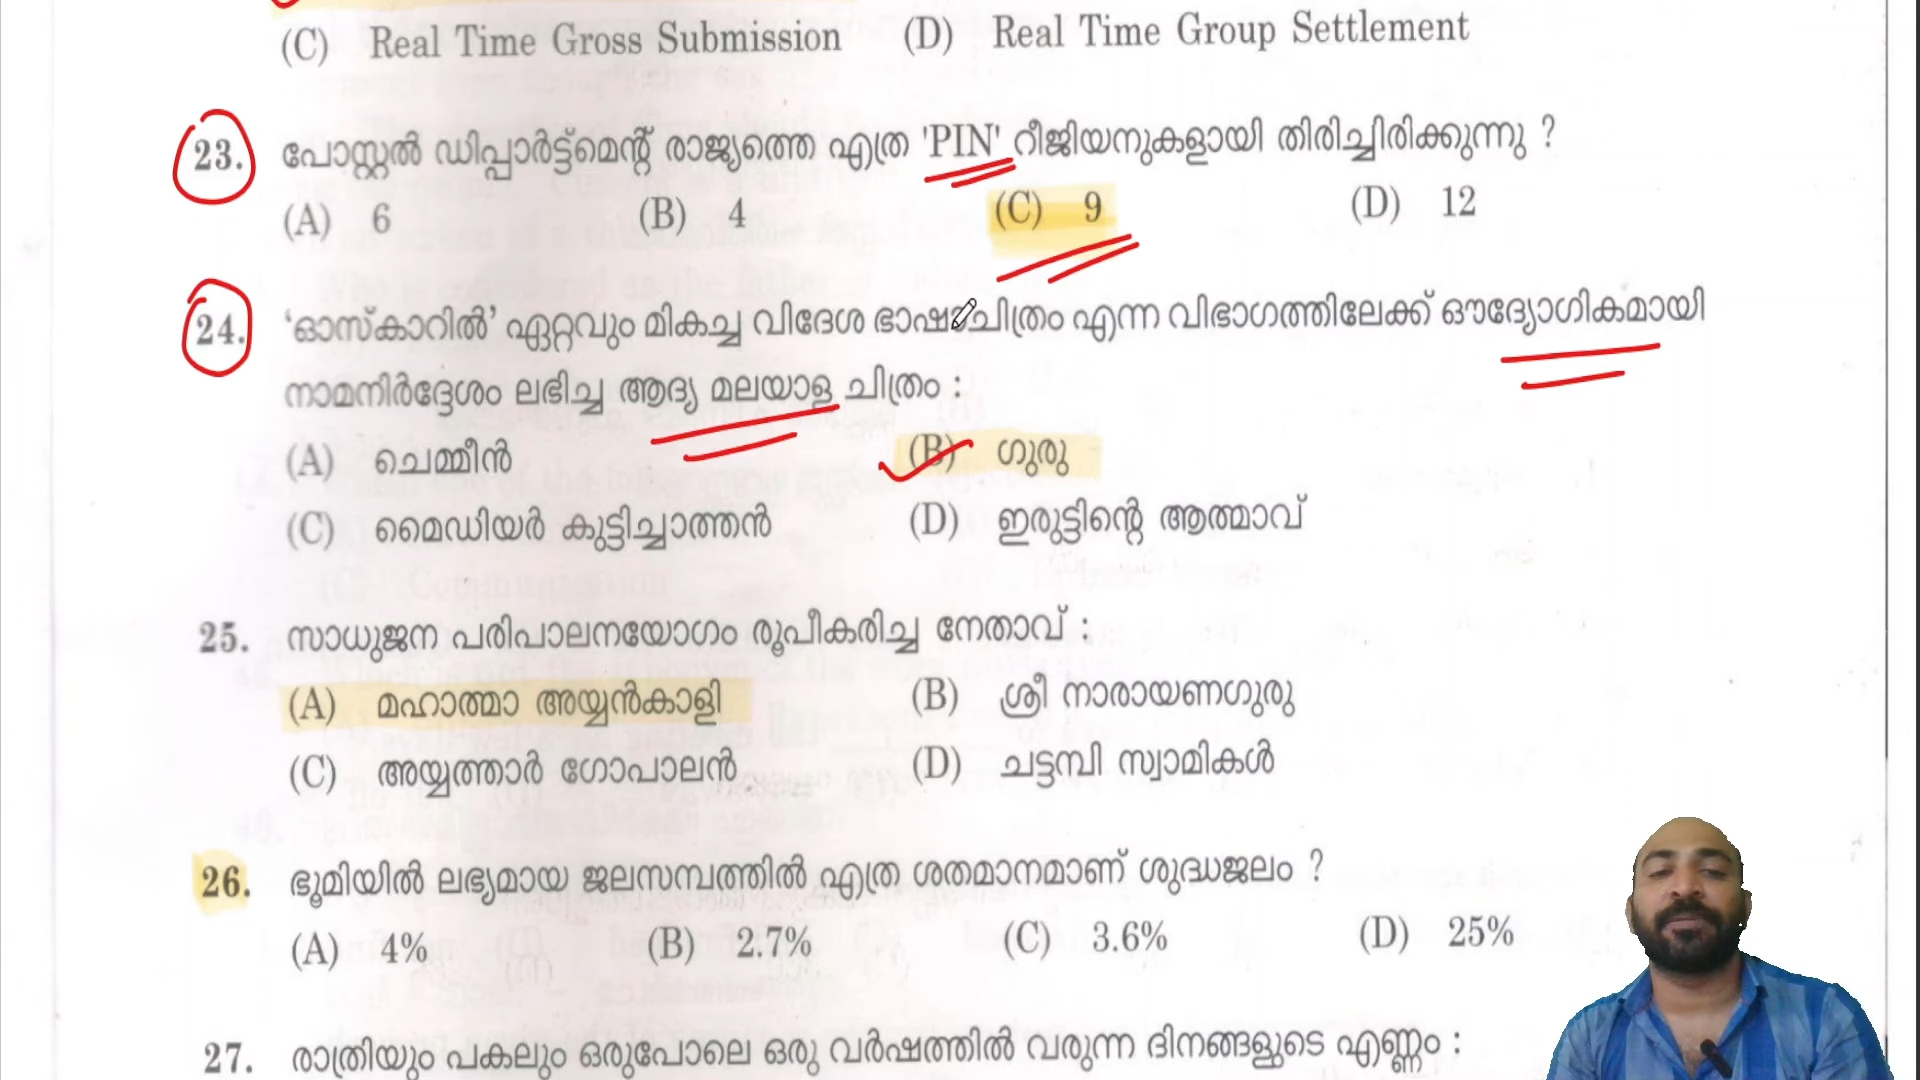 (C) Real Time Gross Submission (D) Real Time Group Settlement
23. പോസ്റ്റൽ ഡിപ്പാർട്ട്മെന്റ് രാജ്യത്തെ എത്ര 'PIN' റീജിയനുകളായി തിരിച്ചിരിക്കുന്നു ?
(A) 6 (B) 4 (C) 9 (D) 12
24. ‘ഓസ്കാറിൽ’ ഏറ്റവും മികച്ച വിദേശ ഭാഷാ ചിത്രം എന്ന വിഭാഗത്തിലേക്ക് ഔദ്യോഗികമായി
നാമനിർദ്ദേശം ലഭിച്ച ആദ്യ മലയാള ചിത്രം :
(A) ചെമ്മീൻ (B) ഗുരു
(C) മൈഡിയർ കുട്ടിച്ചാത്തൻ (D) ഇരുട്ടിന്റെ ആത്മാവ്
25. സാധുജന പരിപാലനയോഗം രൂപീകരിച്ച നേതാവ് :
(A) മഹാത്മാ അയ്യൻകാളി (B) ശ്രീ നാരായണഗുരു
(C) അയ്യത്താർ ഗോപാലൻ (D) ചട്ടമ്പി സ്വാമികൾ
26. ഭൂമിയിൽ ലഭ്യമായ ജലസമ്പത്തിൽ എത്ര ശതമാനമാണ് ശുദ്ധജലം ?
(A) 4% (B) 2.7% (C) 3.6% (D) 25%
27. രാത്രിയും പകലും ഒരുപോലെ ഒരു വർഷത്തിൽ വരുന്ന ദിനങ്ങളുടെ എണ്ണം :